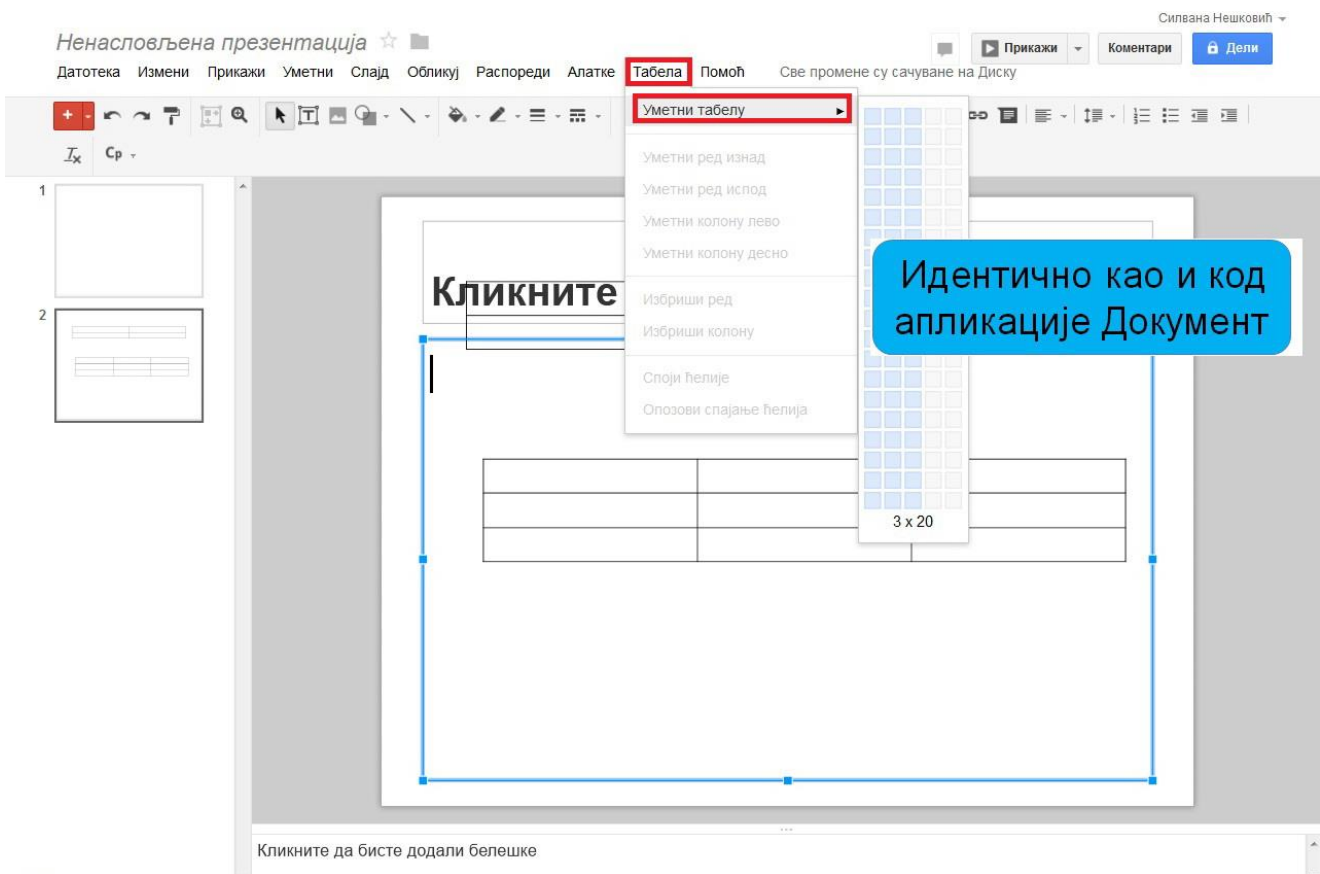 Силвана Нешковић
Ненасловљена презентација
Прикажи
Коментари
Дели
Датотека Измени Прикажи Уметни Слајд Обликуј Распореди Алатке Табела Помоћ Све промене су сачуване на Диску
Ср
Уметни табелу
Уметни ред изнад
Уметни ред испод
Уметни колону лево
Уметни колону десно
Избриши ред
Избриши колону
Споји ћелије
Опозови спајање ћелија
3 x 20
Идентично као и код
апликације Документ
1
2
Кликните
Кликните да бисте додали белешке